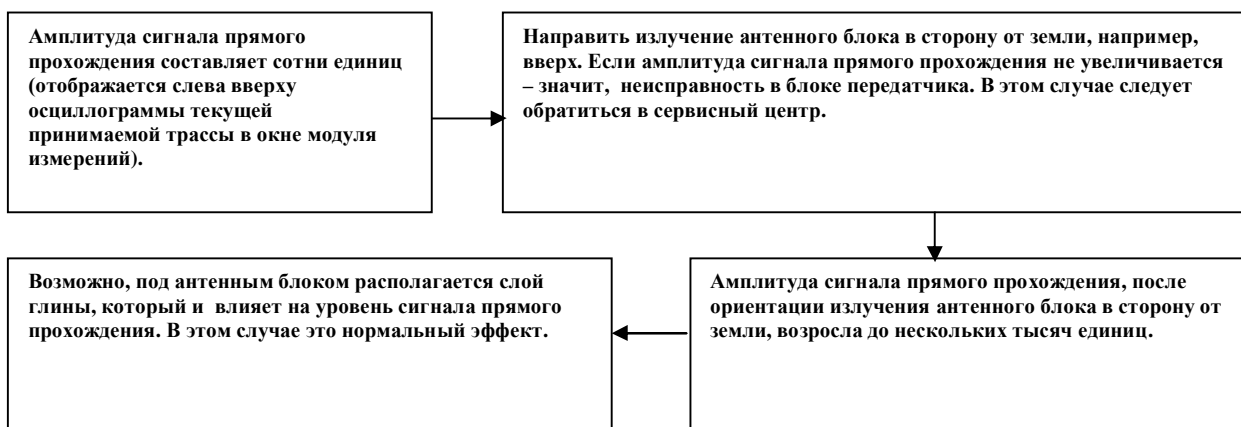 Амплитуда сигнала прямого
прохождения составляет сотни единиц
(отображается слева вверху
осциллограммы текущей
принимаемой трассы в окне модуля
измерений).
Направить излучение антенного блока в сторону от земли, например,
вверх. Если амплитуда сигнала прямого прохождения не увеличивается
– значит, неисправность в блоке передатчика. В этом случае следует
обратиться в сервисный центр.
Амплитуда сигнала прямого прохождения, после
ориентации излучения антенного блока в сторону от
земли, возросла до нескольких тысяч единиц.
Возможно, под антенным блоком располагается слой
глины, который и влияет на уровень сигнала прямого
прохождения. В этом случае это нормальный эффект.